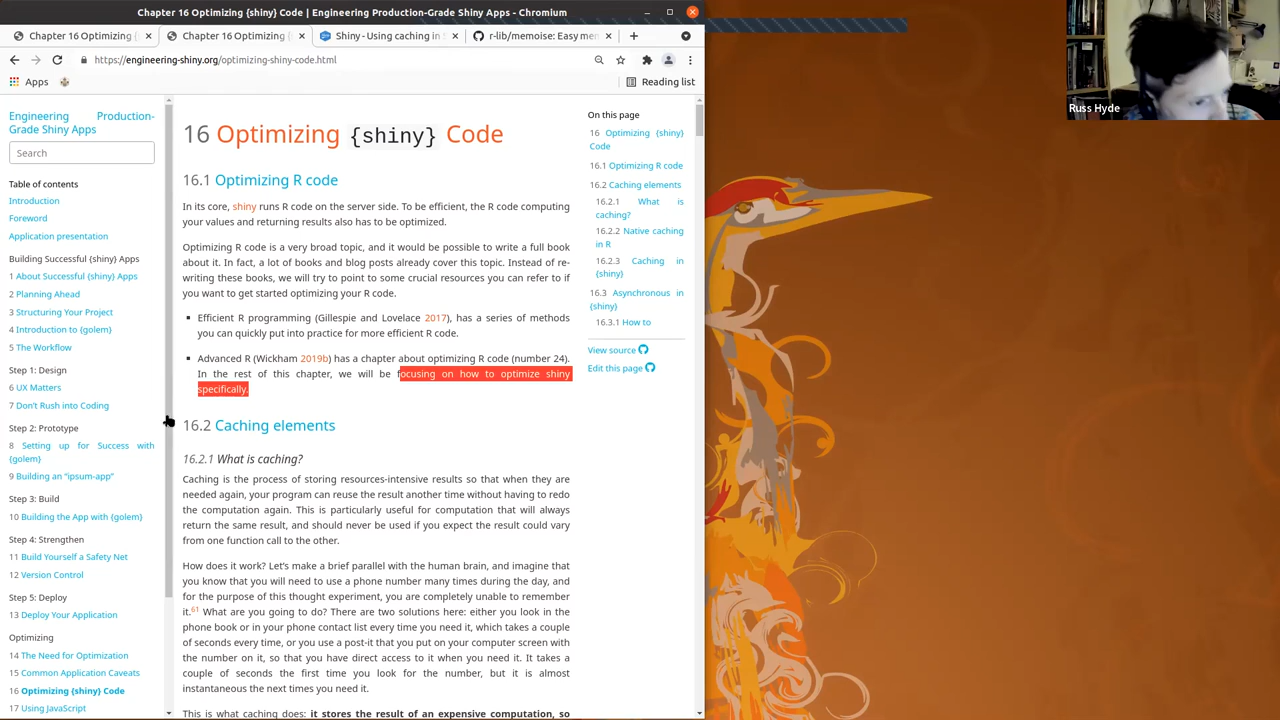 Chapter 16 Optimizing {shiny} Code | Engineering Production-Grade Shiny Apps - Chromium
Chapter 16 Optimizing
Chapter 16 Optimizing
Shiny - Using caching in
r-lib/memoise: Easy mem
https://engineering-shiny.org/optimizing-shiny-code.html
Apps
Reading list
Russ Hyde
Engineering Production-
Grade Shiny Apps
Search
Table of contents
Introduction
Foreword
Application presentation
Building Successful {shiny} Apps
1 About Successful {shiny} Apps
2 Planning Ahead
3 Structuring Your Project
4 Introduction to {golem}
5 The Workflow
Step 1: Design
6 UX Matters
7 Don't Rush into Coding
Step 2: Prototype
8 Setting up for Success with
{golem}
9 Building an "ipsum-app"
Step 3: Build
10 Building the App with {golem}
Step 4: Strengthen
11 Build Yourself a Safety Net
12 Version Control
Step 5: Deploy
13 Deploy Your Application
Optimizing
14 The Need for Optimization
15 Common Application Caveats
16 Optimizing {shiny} Code
17 Using JavaScript
16 Optimizing {shiny} Code
16.1 Optimizing R code
In its core, shiny runs R code on the server side. To be efficient, the R code computing
your values and returning results also has to be optimized.
Optimizing R code is a very broad topic, and it would be possible to write a full book
about it. In fact, a lot of books and blog posts already cover this topic. Instead of re-
writing these books, we will try to point to some crucial resources you can refer to if
you want to get started optimizing your R code.
Efficient R programming (Gillespie and Lovelace 2017), has a series of methods
you can quickly put into practice for more efficient R code.
Advanced R (Wickham 2019b) has a chapter about optimizing R code (number 24).
In the rest of this chapter, we will be focusing on how to optimize shiny
specifically.
16.2 Caching elements
16.2.1 What is caching?
Caching is the process of storing resources-intensive results so that when they are
needed again, your program can reuse the result another time without having to redo
the computation again. This is particularly useful for computation that will always
return the same result, and should never be used if you expect the result could vary
from one function call to the other.
How does it work? Let's make a brief parallel with the human brain, and imagine that
you know that you will need to use a phone number many times during the day, and
for the purpose of this thought experiment, you are completely unable to remember
it.61 What are you going to do? There are two solutions here: either you look in the
phone book or in your phone contact list every time you need it, which takes a couple
of seconds every time, or you use a post-it that you put on your computer screen with
the number on it, so that you have direct access to it when you need it. It takes a
couple of seconds the first time you look for the number, but it is almost
instantaneous the next times you need it.
This is what caching does: it stores the result of an expensive computation, so
On this page
16 Optimizing {shiny}
Code
16.1 Optimizing R code
16.2 Caching elements
16.2.1 What is
caching?
16.2.2 Native caching
in R
16.2.3 Caching in
{shiny}
16.3 Asynchronous in
{shiny}
16.3.1 How to
View source
Edit this page